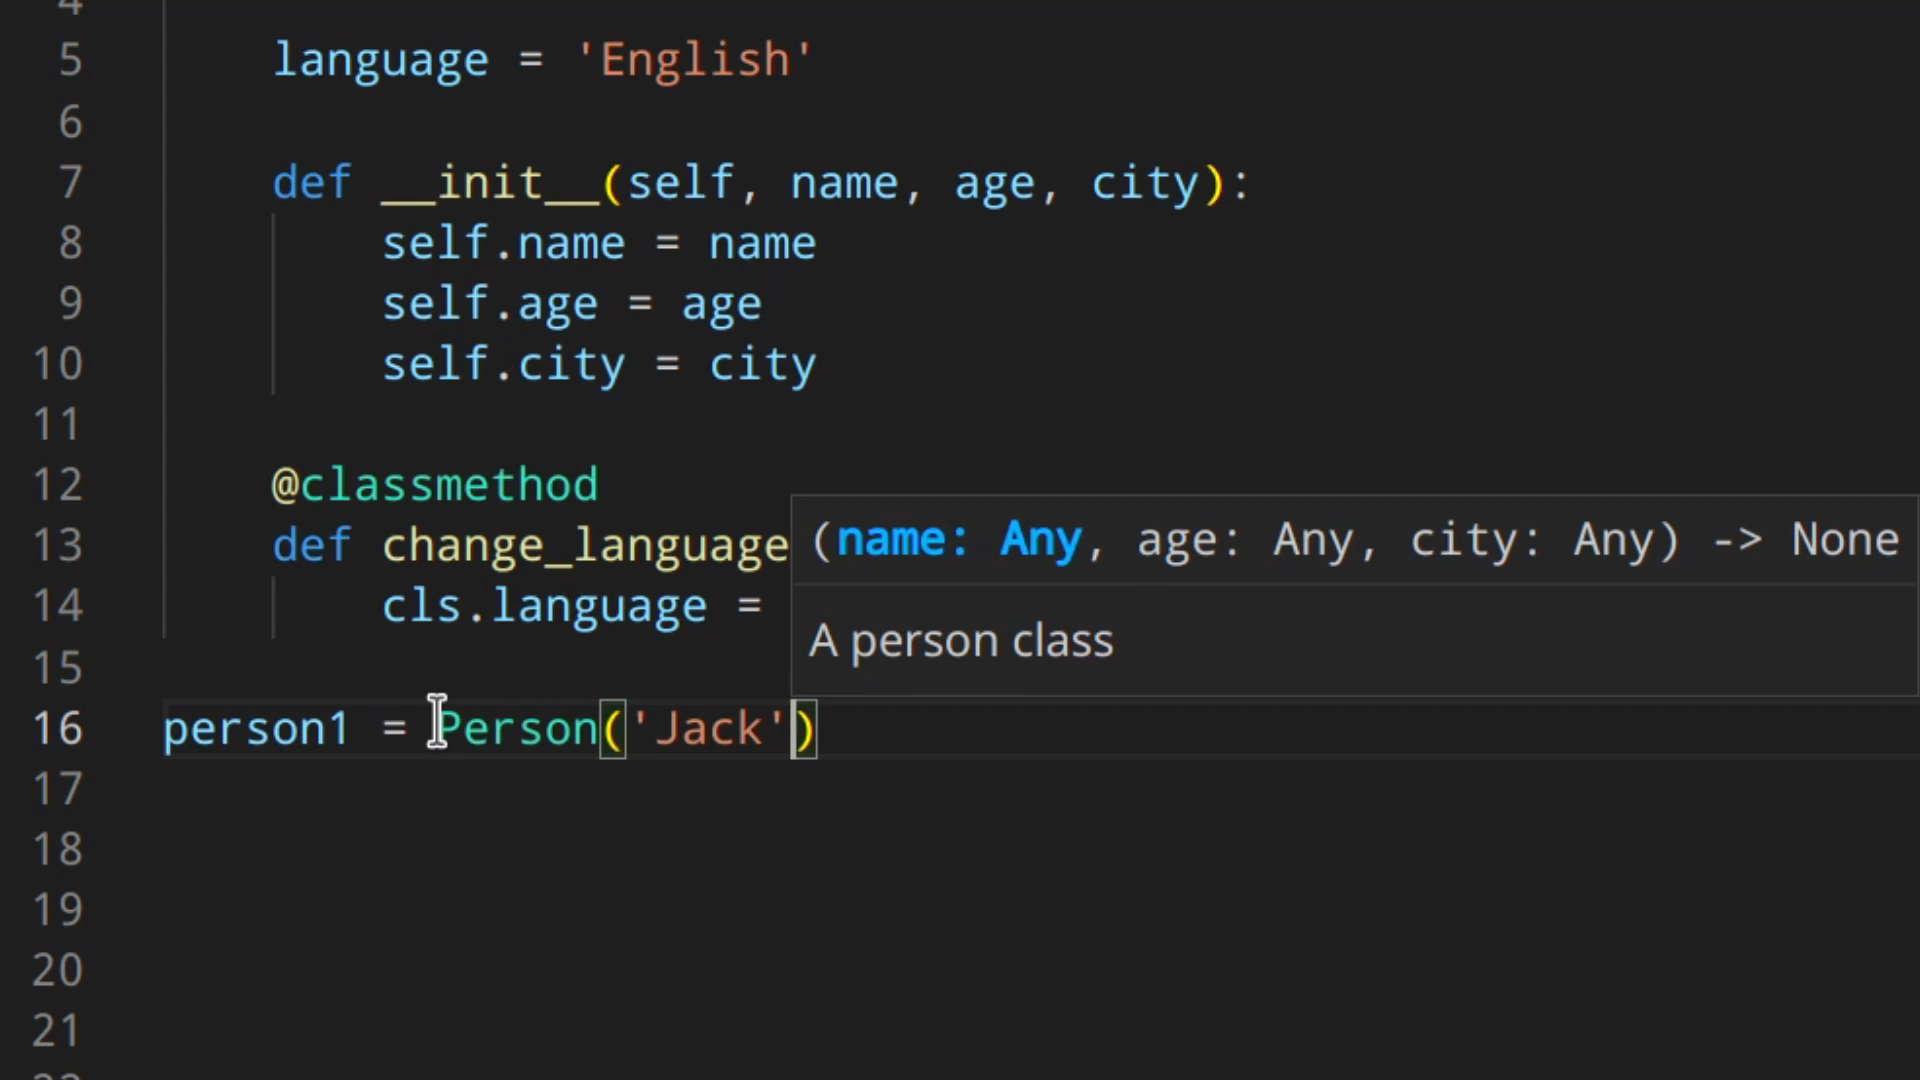 4
5 language = 'English'
6
7 def __init__(self, name, age, city):
8 self.name = name
9 self.age = age
10 self.city = city
11
12 @classmethod
13 def change_language
(name: Any, age: Any, city: Any) -> None
14 cls.language =
A person class
15
16 person1 = Person('Jack')
17
18
19
20
21
22